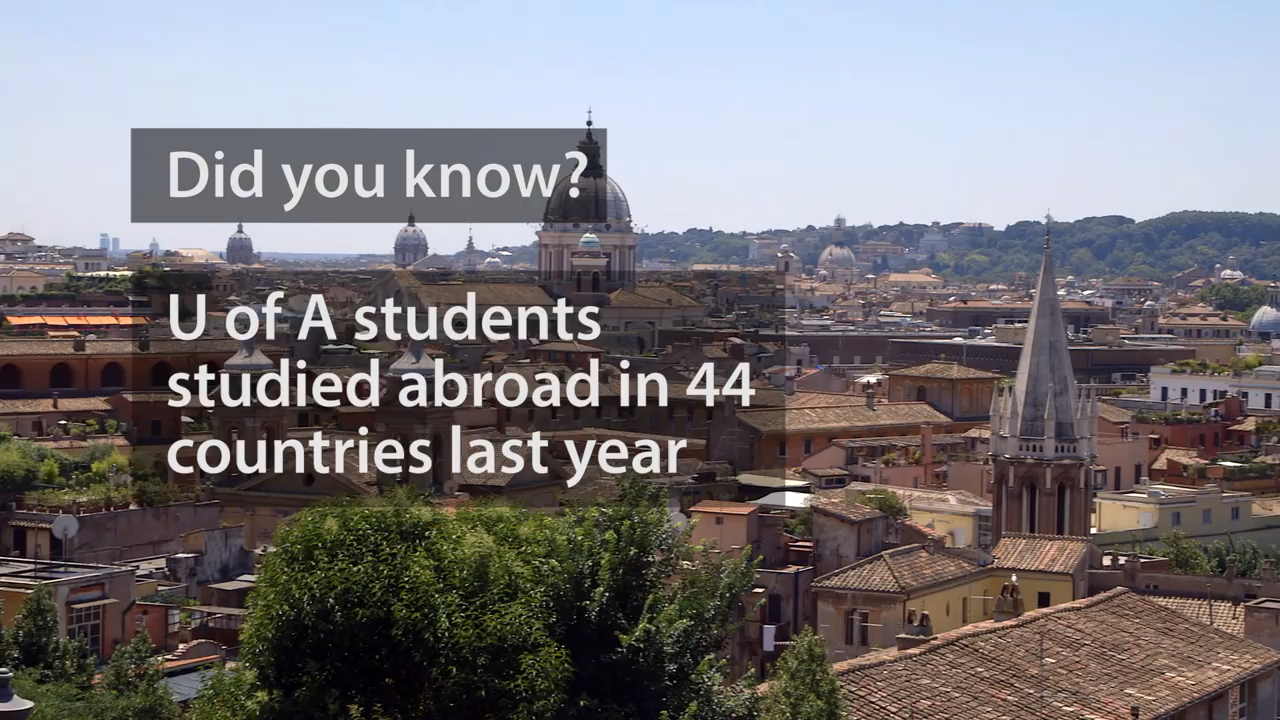 Did you know?
U of A students
studied abroad in 44
countries last year